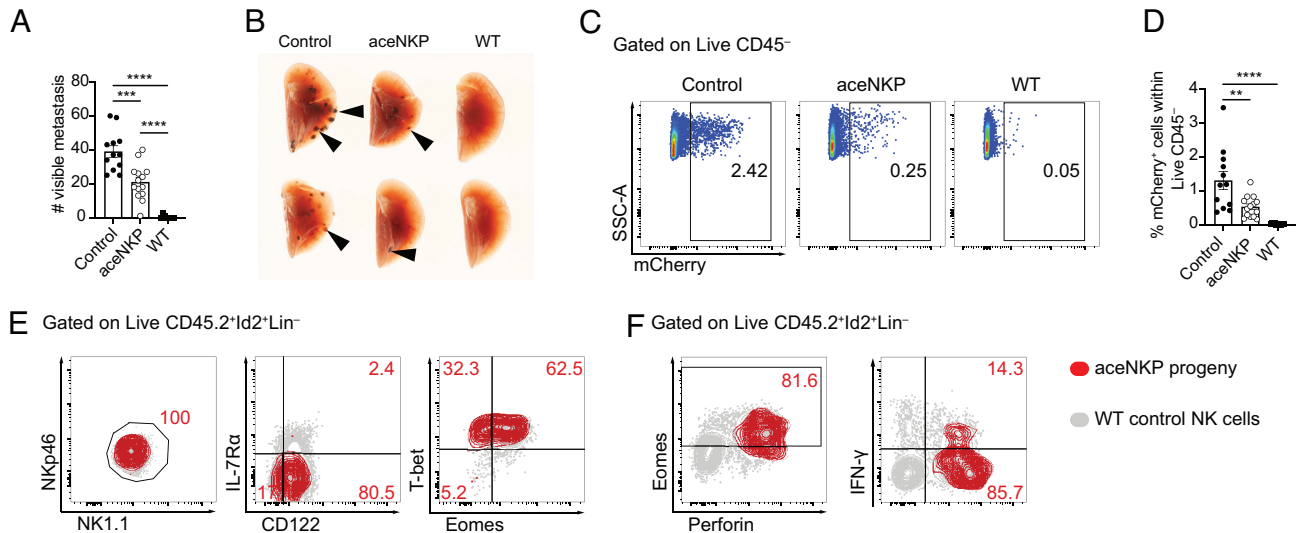 A
# visible metastasis
80
60
40
20
0
****
***
****
Control
aceNKP
WT
B
Control
aceNKP
WT
C
Gated on Live CD45⁻
Control
aceNKP
WT
2.42
0.25
0.05
SSC-A
mCherry
D
% mCherry⁺ cells within
Live CD45⁻
4
3
2
1
0
****
**
Control
aceNKP
WT
E
Gated on Live CD45.2⁺Id2⁺Lin⁻
NKp46
100
NK1.1
IL-7Rα
2.4
17
80.5
CD122
T-bet
32.3
62.5
5.2
Eomes
F
Gated on Live CD45.2⁺Id2⁺Lin⁻
Eomes
81.6
Perforin
IFN-γ
14.3
85.7
aceNKP progeny
WT control NK cells